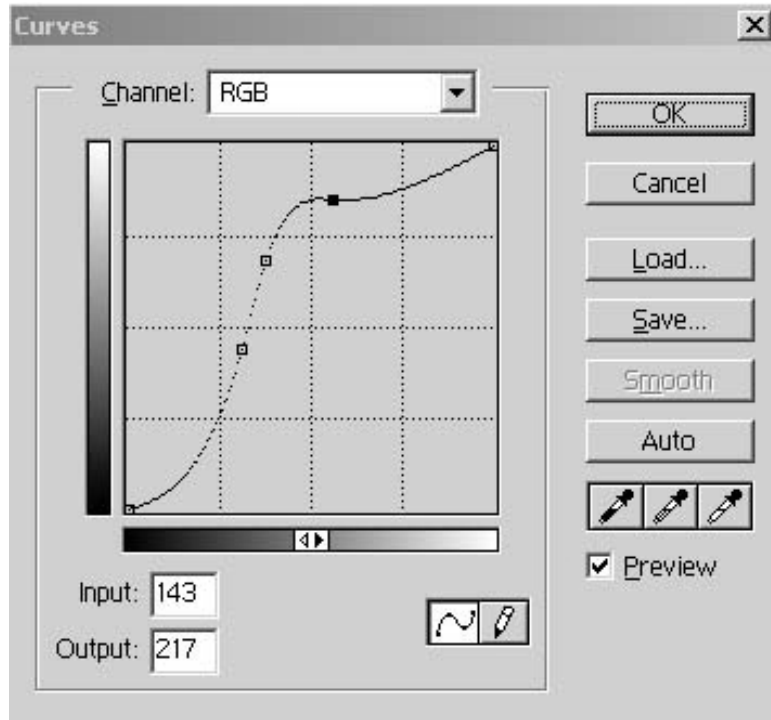 Curves
Channel: RGB
OK
Cancel
Load...
Save...
Smooth
Auto
Preview
Input: 143
Output: 217